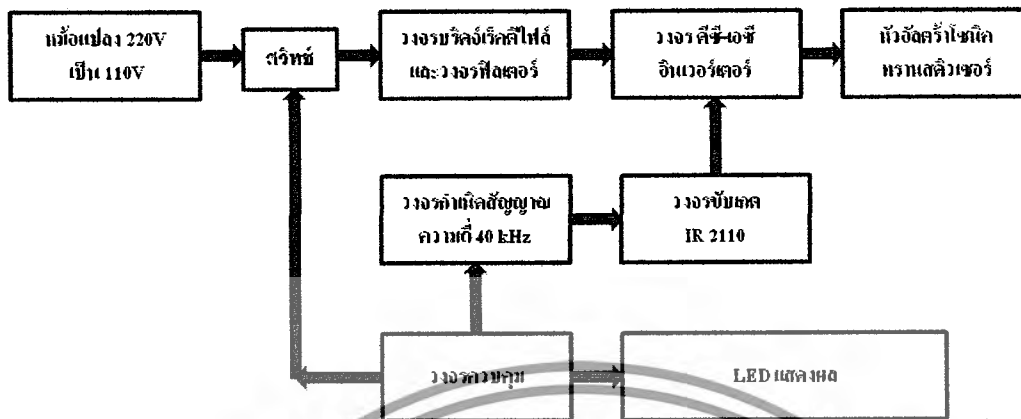 หม้อแปลง 220V
เป็น 110V
สวิทช์
วงจรบริดจ์เร็คติไฟล์
และวงจรฟิลเตอร์
วงจร ดีซี-เอซี
อินเวอร์เตอร์
หัวอัลตร้าโซนิค
ทรานสดิวเซอร์
วงจรกำเนิดสัญญาณ
ความถี่ 40 kHz
วงจรขับเกต
IR 2110
วงจรควบคุม
LED แสดงผล